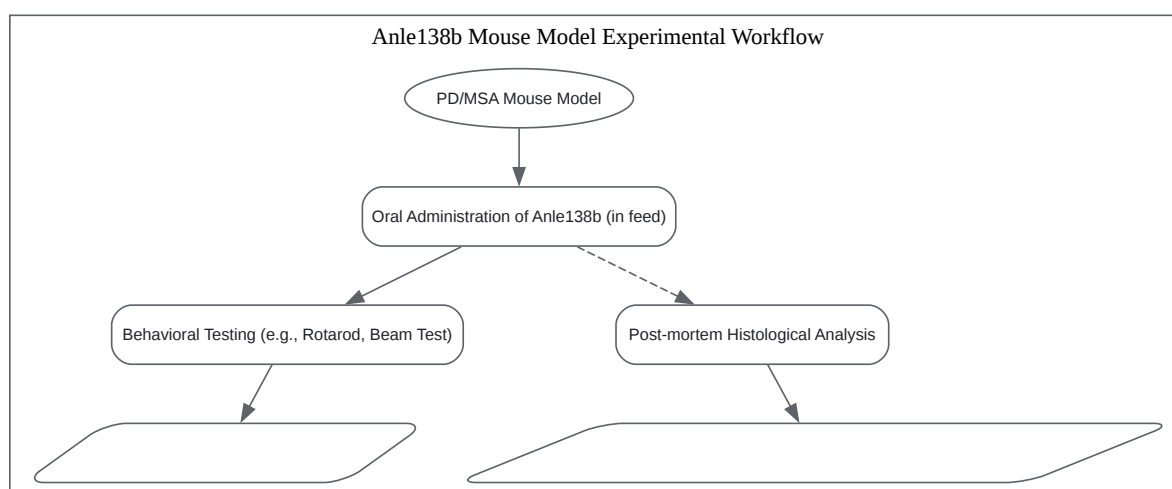 Anle138b Mouse Model Experimental Workflow
PD/MSA Mouse Model
Oral Administration of Anle138b (in feed)
Behavioral Testing (e.g., Rotarod, Beam Test)
Post-mortem Histological Analysis